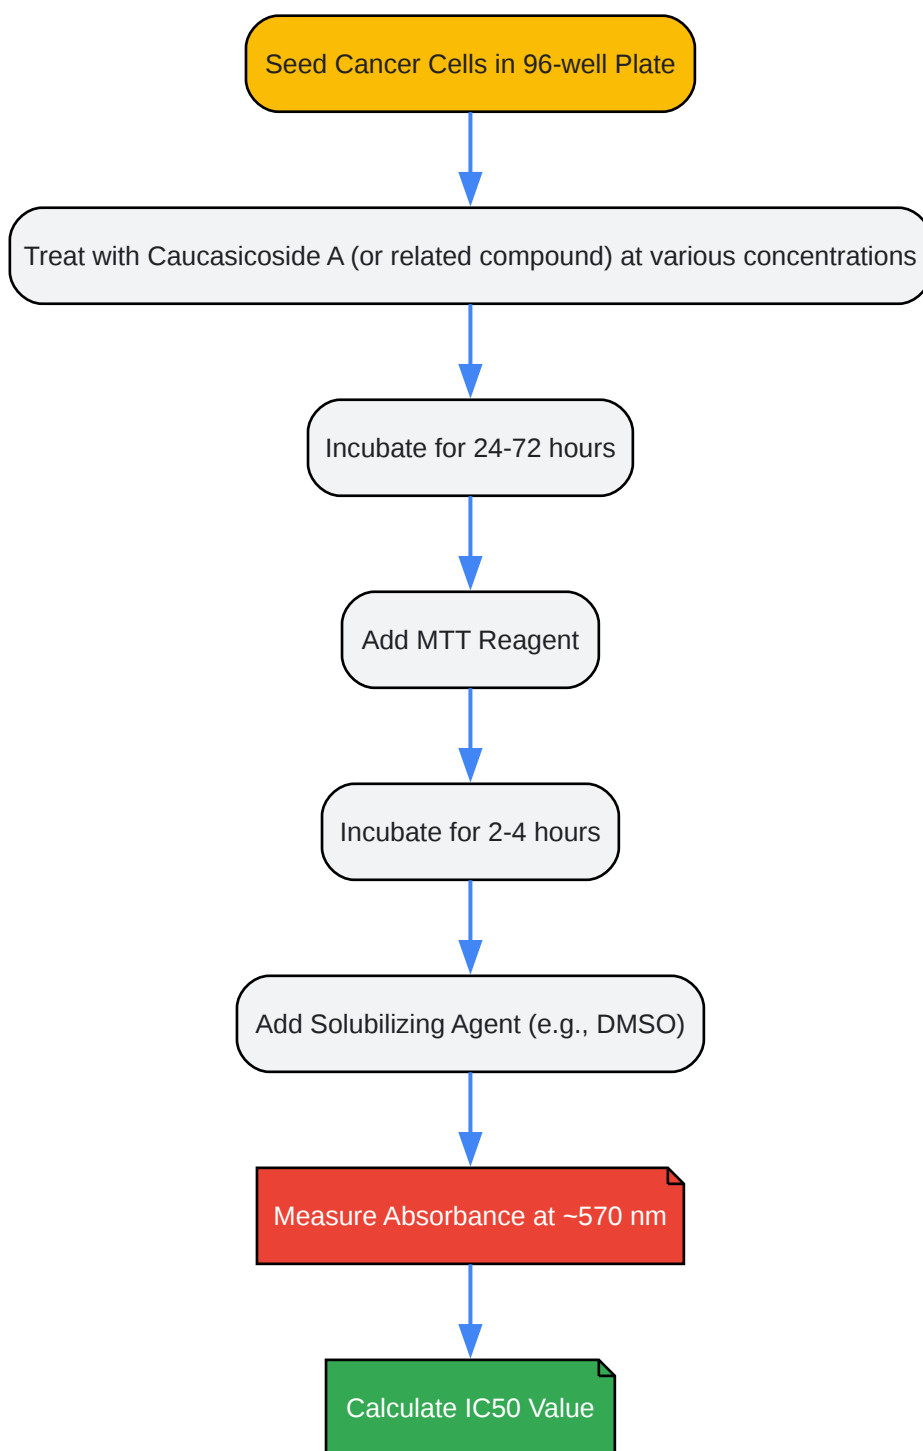 Seed Cancer Cells in 96-well Plate
Treat with Caucasicoside A (or related compound) at various concentrations
Incubate for 24-72 hours
Add MTT Reagent
Incubate for 2-4 hours
Add Solubilizing Agent (e.g., DMSO)
Measure Absorbance at ~570 nm
Calculate IC50 Value